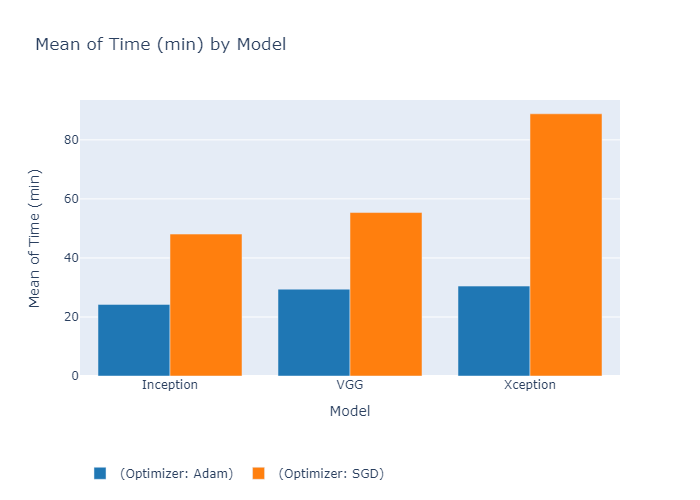 Mean of Time (min) by Model
Mean of Time (min)
80
60
40
20
0
Inception VGG Xception
Model
(Optimizer: Adam) (Optimizer: SGD)